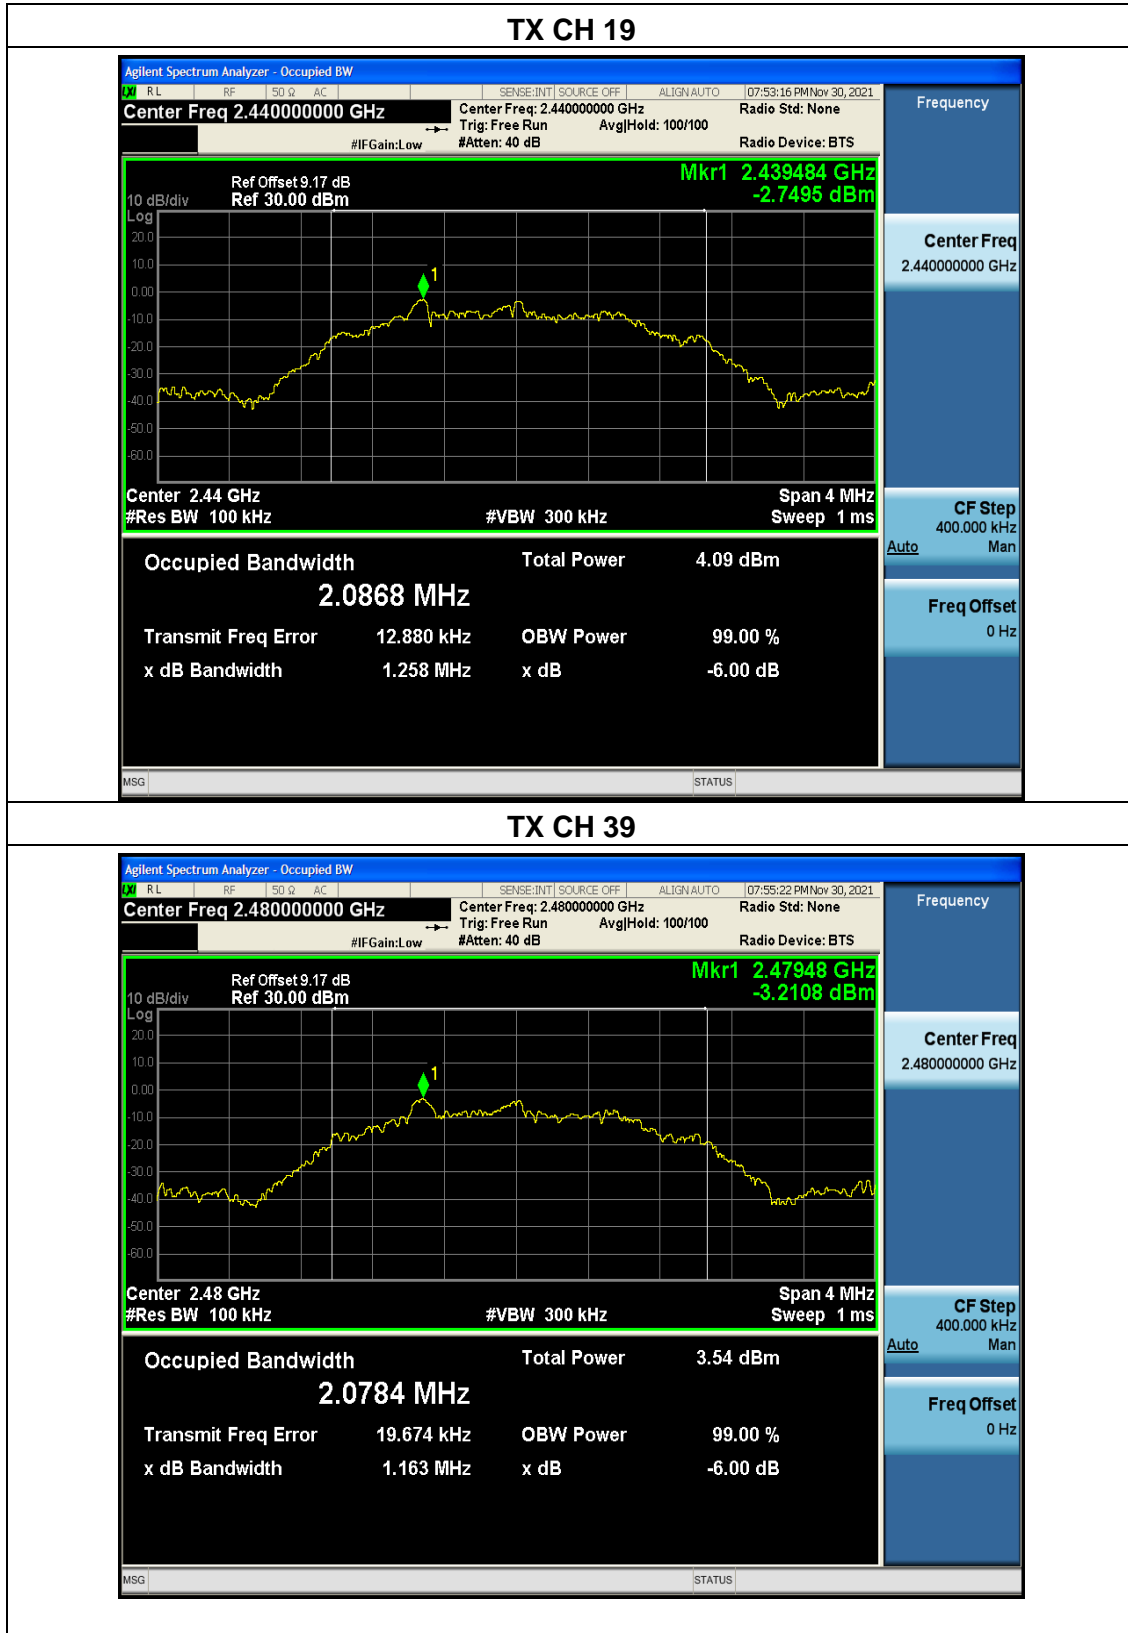 TX CH 19
Agilent Spectrum Analyzer - Occupied BW
LXI RL RF 50 Ω AC SENSE:INT SOURCE OFF ALIGN AUTO 07:53:16 PM Nov 30, 2021
Center Freq 2.440000000 GHz
Center Freq: 2.440000000 GHz
Radio Std: None
Trig: Free Run Avg|Hold: 100/100
#IFGain:Low
#Atten: 40 dB
Radio Device: BTS
Frequency
Mkr1 2.439484 GHz
-2.7495 dBm
Ref Offset 9.17 dB
10 dB/div Ref 30.00 dBm
Log
20.0
10.0
0.00
-10.0
-20.0
-30.0
-40.0
-50.0
-60.0
1
Center Freq
2.440000000 GHz
Center 2.44 GHz
Span 4 MHz
#Res BW 100 kHz
#VBW 300 kHz
Sweep 1 ms
CF Step
400.000 kHz
Auto Man
Freq Offset
0 Hz
Occupied Bandwidth
Total Power 4.09 dBm
2.0868 MHz
Transmit Freq Error 12.880 kHz OBW Power 99.00 %
x dB Bandwidth 1.258 MHz x dB -6.00 dB
MSG STATUS
TX CH 39
Agilent Spectrum Analyzer - Occupied BW
LXI RL RF 50 Ω AC SENSE:INT SOURCE OFF ALIGN AUTO 07:55:22 PM Nov 30, 2021
Center Freq 2.480000000 GHz
Center Freq: 2.480000000 GHz
Radio Std: None
Trig: Free Run Avg|Hold: 100/100
#IFGain:Low
#Atten: 40 dB
Radio Device: BTS
Frequency
Mkr1 2.47948 GHz
-3.2108 dBm
Ref Offset 9.17 dB
10 dB/div Ref 30.00 dBm
Log
20.0
10.0
0.00
-10.0
-20.0
-30.0
-40.0
-50.0
-60.0
1
Center Freq
2.480000000 GHz
Center 2.48 GHz
Span 4 MHz
#Res BW 100 kHz
#VBW 300 kHz
Sweep 1 ms
CF Step
400.000 kHz
Auto Man
Freq Offset
0 Hz
Occupied Bandwidth
Total Power 3.54 dBm
2.0784 MHz
Transmit Freq Error 19.674 kHz OBW Power 99.00 %
x dB Bandwidth 1.163 MHz x dB -6.00 dB
MSG STATUS